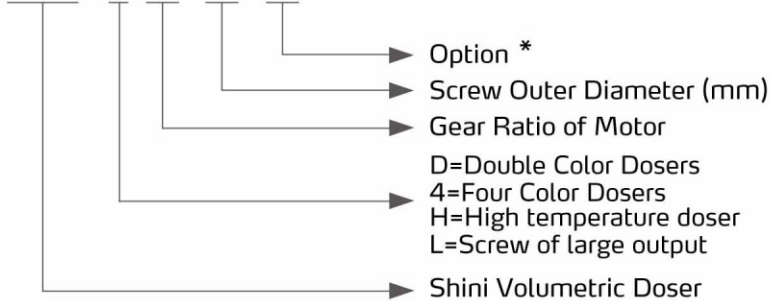 Option *
Screw Outer Diameter (mm)
Gear Ratio of Motor
D=Double Color Dosers
4=Four Color Dosers
H=High temperature doser
L=Screw of large output
Shini Volumetric Doser